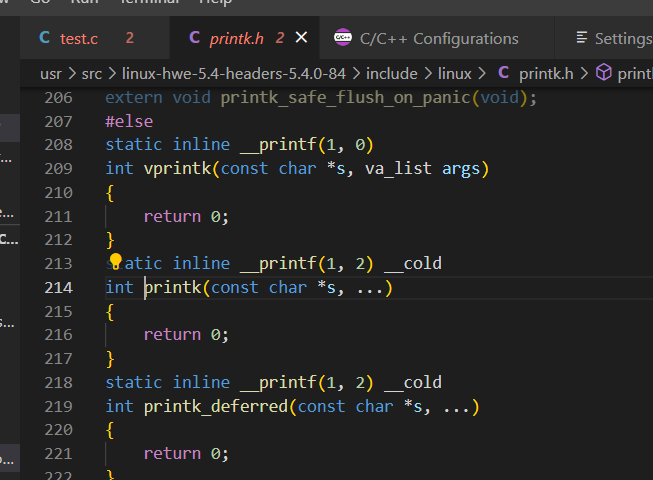 Go Run Terminal Help
test.c 2 printk.h 2 × C/C++ Configurations Settings
usr > src > linux-hwe-5.4-headers-5.4.0-84 > include > linux > C printk.h >
206 extern void printk_safe_flush_on_panic(void);
207 #else
208 static inline __printf(1, 0)
209 int vprintk(const char *s, va_list args)
210 {
211 return 0;
212 }
213 static inline __printf(1, 2) __cold
214 int printk(const char *s, ...)
215 {
216 return 0;
217 }
218 static inline __printf(1, 2) __cold
219 int printk_deferred(const char *s, ...)
220 {
221 return 0;
222 }